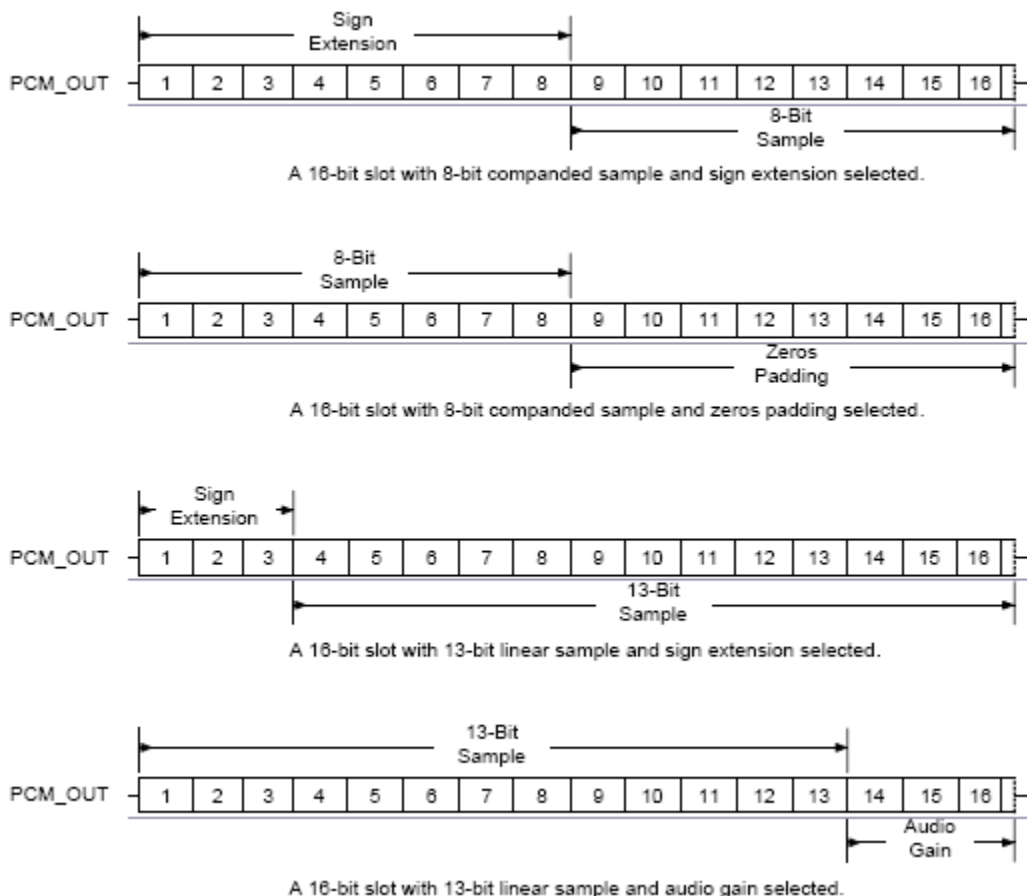 Sign
Extension
PCM_OUT 1 2 3 4 5 6 7 8 9 10 11 12 13 14 15 16
8-Bit
Sample
A 16-bit slot with 8-bit companded sample and sign extension selected.
8-Bit
Sample
PCM_OUT 1 2 3 4 5 6 7 8 9 10 11 12 13 14 15 16
Zeros
Padding
A 16-bit slot with 8-bit companded sample and zeros padding selected.
Sign
Extension
PCM_OUT 1 2 3 4 5 6 7 8 9 10 11 12 13 14 15 16
13-Bit
Sample
A 16-bit slot with 13-bit linear sample and sign extension selected.
13-Bit
Sample
PCM_OUT 1 2 3 4 5 6 7 8 9 10 11 12 13 14 15 16
Audio
Gain
A 16-bit slot with 13-bit linear sample and audio gain selected.